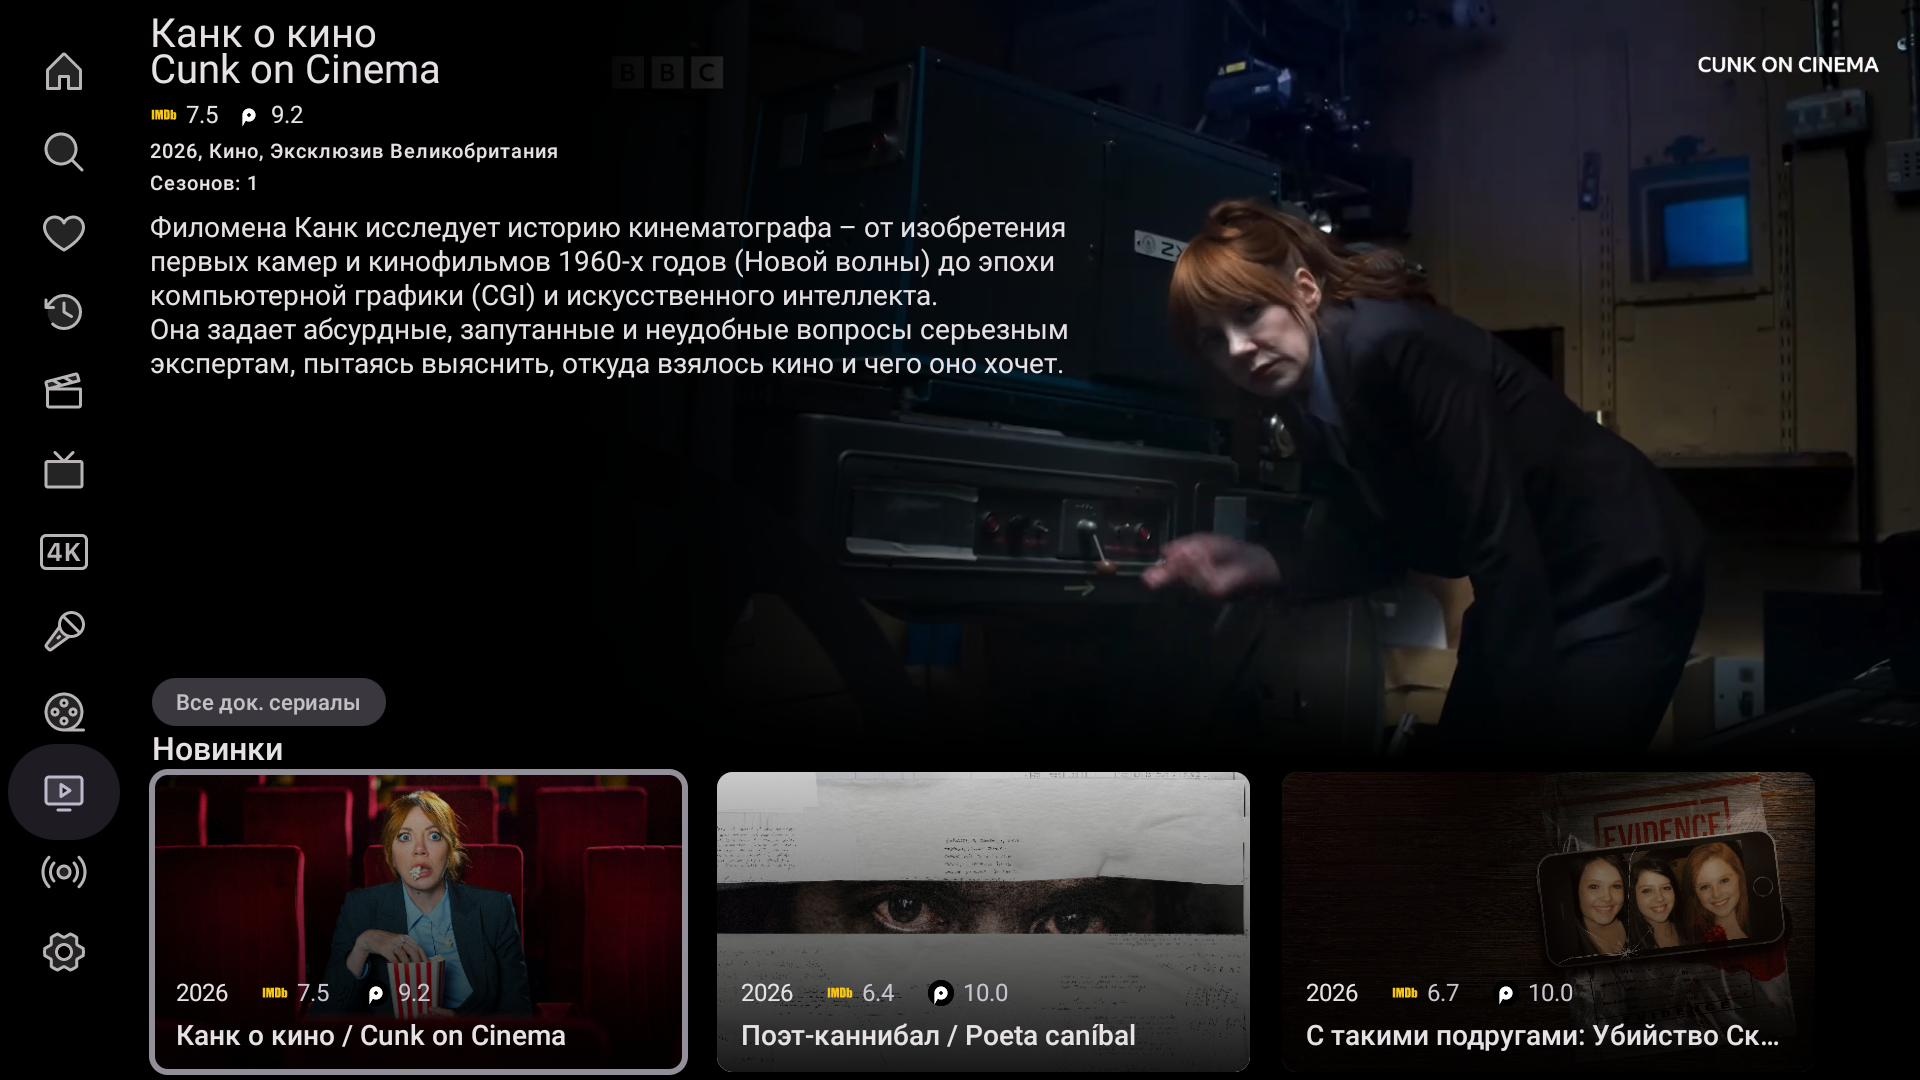 Канк о кино
Cunk on Cinema
BBC
CUNK ON CINEMA
IMDb 7.5 9.2
2026, Кино, Эксклюзив Великобритания
Сезонов: 1
Филомена Канк исследует историю кинематографа – от изобретения
первых камер и кинофильмов 1960-х годов (Новой волны) до эпохи
компьютерной графики (CGI) и искусственного интеллекта.
Она задает абсурдные, запутанные и неудобные вопросы серьезным
экспертам, пытаясь выяснить, откуда взялось кино и чего оно хочет.
4K
Все док. сериалы
Новинки
2026 IMDb 7.5 9.2
Канк о кино / Cunk on Cinema
2026 IMDb 6.4 10.0
Поэт-каннибал / Poeta caníbal
EVIDENCE
2026 IMDb 6.7 10.0
С такими подругами: Убийство Ск...